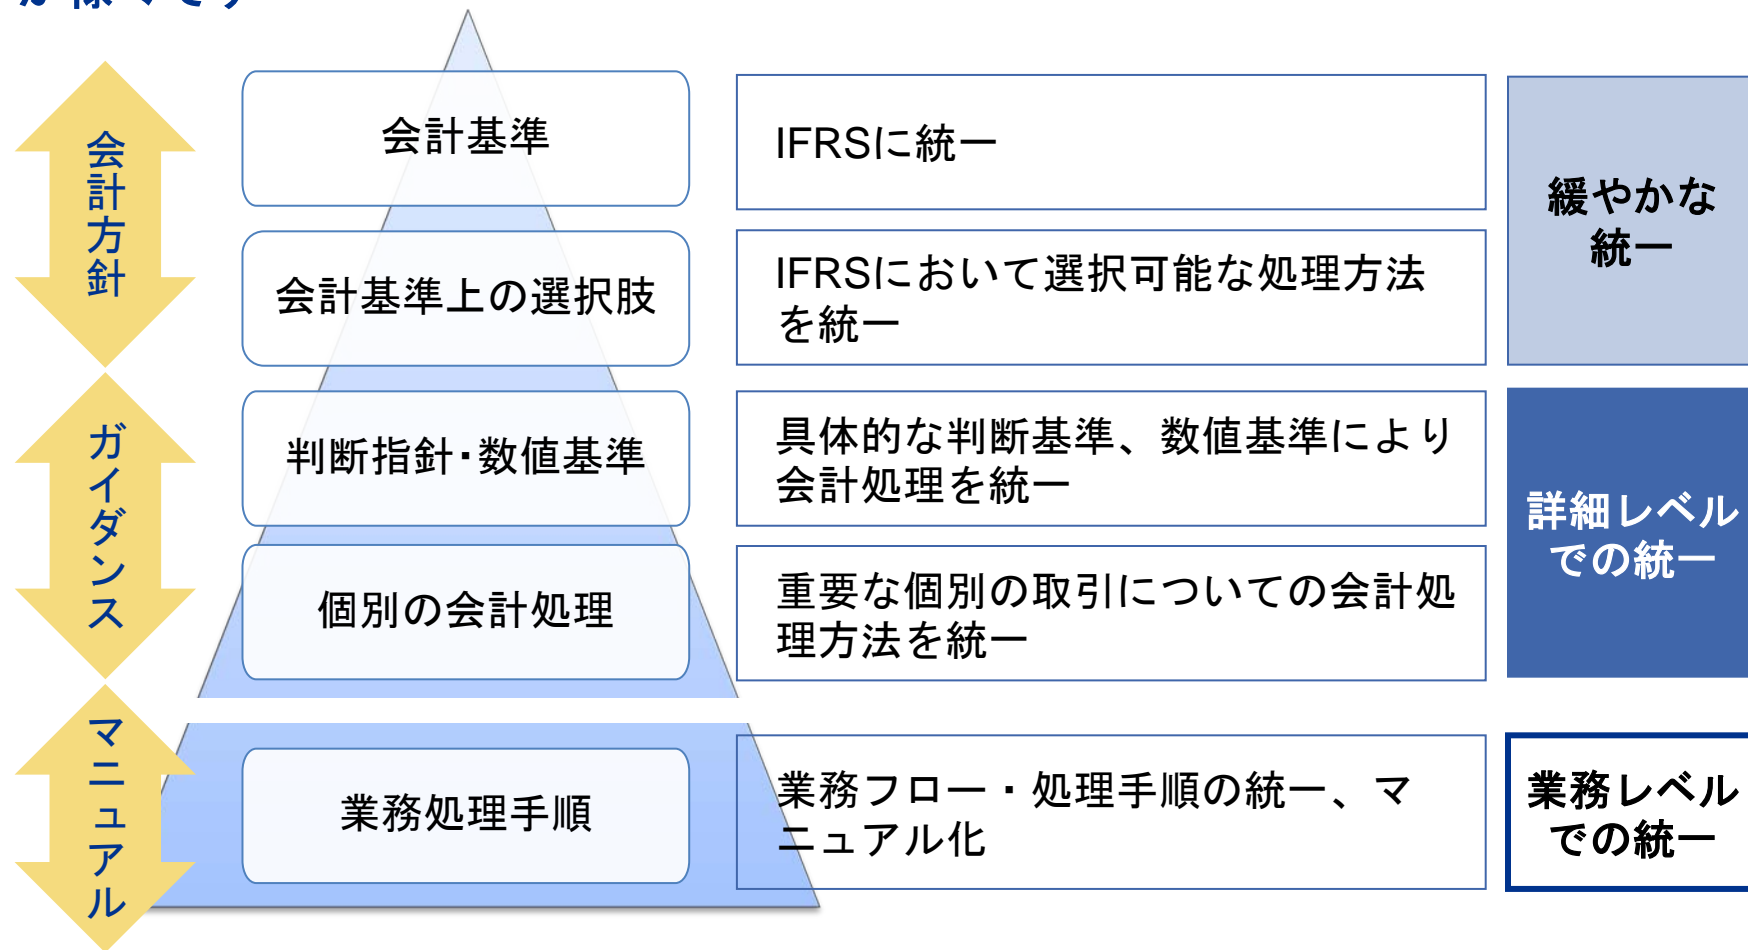 が様々です
会計方針
会計基準
IFRSに統一
緩やかな
統一
会計基準上の選択肢
IFRSにおいて選択可能な処理方法
を統一
ガイダンス
判断指針・数値基準
具体的な判断基準、数値基準により
会計処理を統一
詳細レベル
での統一
個別の会計処理
重要な個別の取引についての会計処
理方法を統一
マニュアル
業務処理手順
業務フロー・処理手順の統一、マ
ニュアル化
業務レベル
での統一